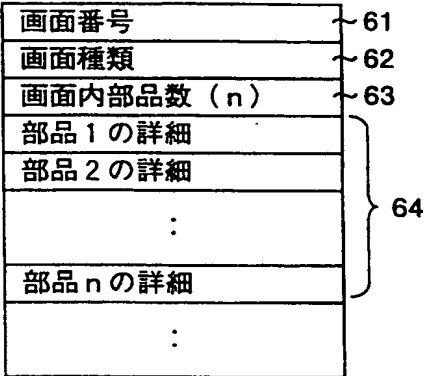 画面番号 ~61
画面種類 ~62
画面内部品数（n） ~63
部品1の詳細
部品2の詳細
:
64
部品nの詳細
: